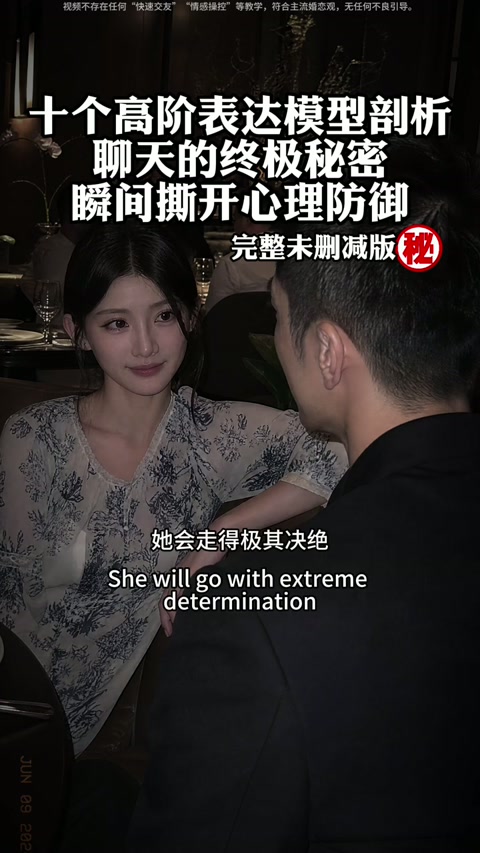 视频不存在任何“快速交友”“情感操控”等教学，符合主流婚恋观，无任何不良引导。
十个高阶表达模型剖析
聊天的终极秘密
瞬间撕开心理防御
完整未删减版 秘
她会走得极其决绝
She will go with extreme
determination
JUN 09 202